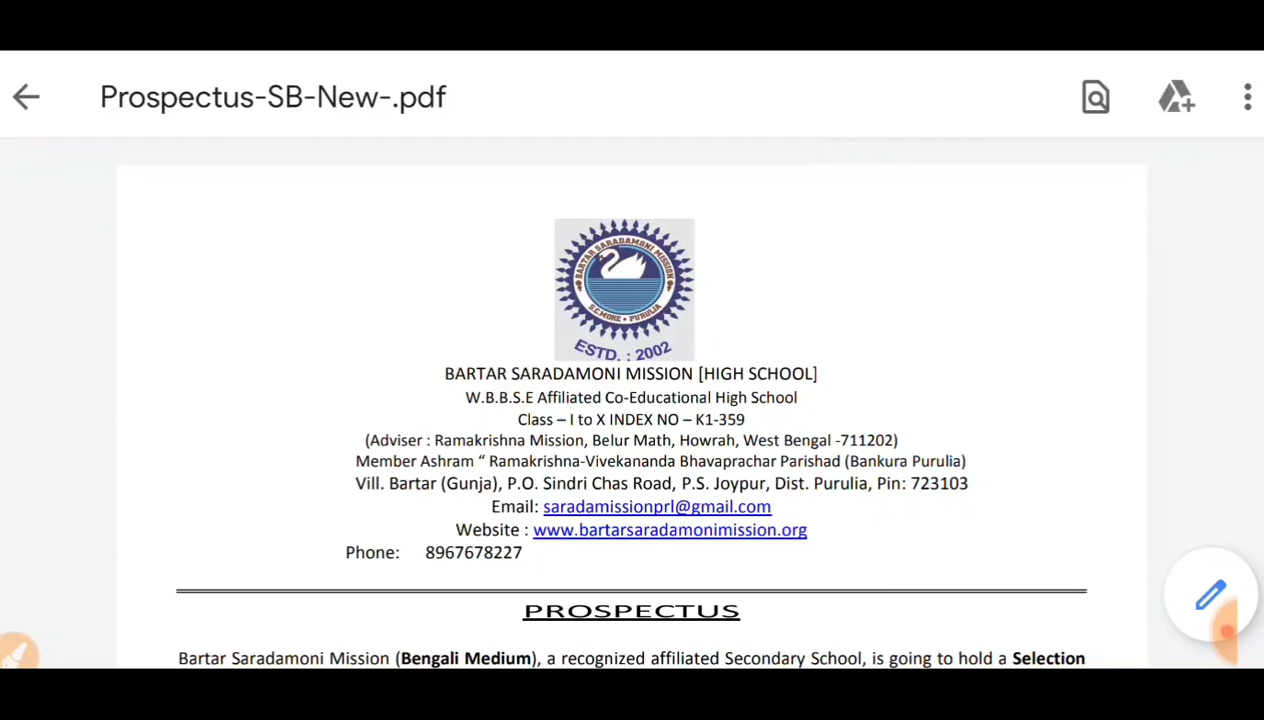 Prospectus-SB-New-.pdf
BARTAR SARADAMONI MISSION
S.C.MORE • PURULIA
ESTD. : 2002
BARTAR SARADAMONI MISSION [HIGH SCHOOL]
W.B.B.S.E Affiliated Co-Educational High School
Class – I to X INDEX NO – K1-359
(Adviser : Ramakrishna Mission, Belur Math, Howrah, West Bengal -711202)
Member Ashram “ Ramakrishna-Vivekananda Bhavaprachar Parishad (Bankura Purulia)
Vill. Bartar (Gunja), P.O. Sindri Chas Road, P.S. Joypur, Dist. Purulia, Pin: 723103
Email: saradamissionprl@gmail.com
Website : www.bartarsaradamonimission.org
Phone: 8967678227
PROSPECTUS
Bartar Saradamoni Mission (Bengali Medium), a recognized affiliated Secondary School, is going to hold a Selection